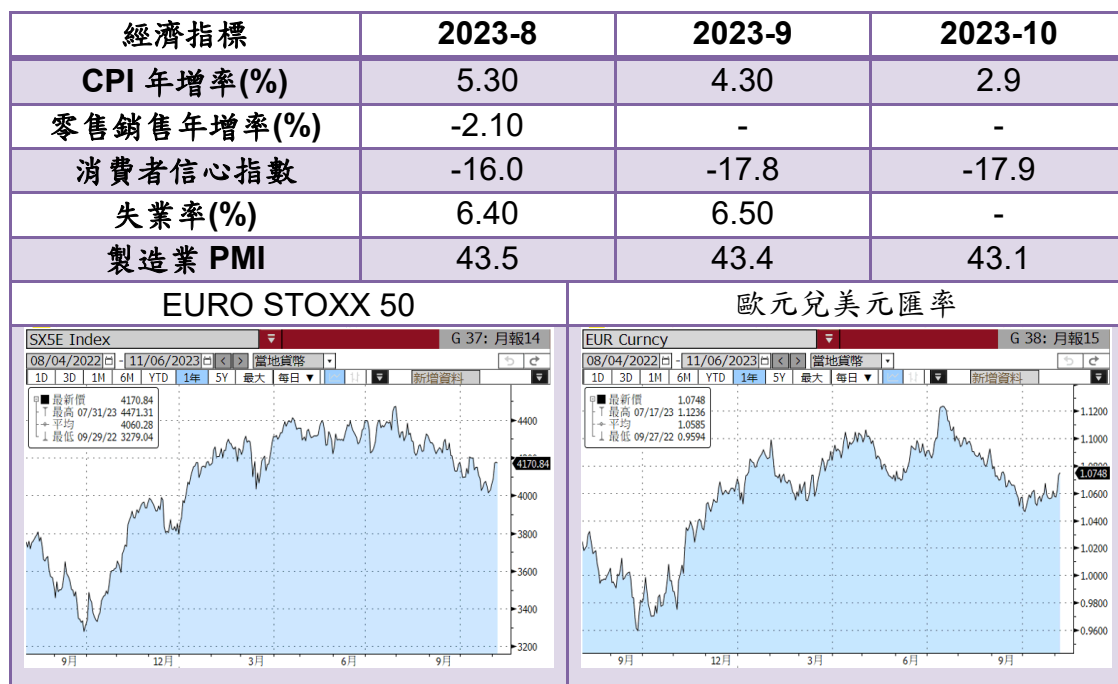 經濟指標 2023-8 2023-9 2023-10
CPI 年增率(%) 5.30 4.30 2.9
零售銷售年增率(%) -2.10 - -
消費者信心指數 -16.0 -17.8 -17.9
失業率(%) 6.40 6.50 -
製造業 PMI 43.5 43.4 43.1
EURO STOXX 50 歐元兌美元匯率
SX5E Index G 37: 月報14
08/04/2022 - 11/06/2023 < > 當地貨幣
1D 3D 1M 6M YTD 1年 5Y 最大 每日 ▼ 新增資料
最新價 4170.84
最高 07/31/23 4471.31
平均 4060.28
最低 09/29/22 3279.04
4400
4170.84
4000
3800
3600
3400
3200
9月 12月 3月 6月 9月
EUR Curncy G 38: 月報15
08/04/2022 - 11/06/2023 < > 當地貨幣
1D 3D 1M 6M YTD 1年 5Y 最大 每日 ▼ 新增資料
最新價 1.0748
最高 07/17/23 1.1236
平均 1.0585
最低 09/27/22 0.9594
1.1200
1.1000
1.0748
1.0600
1.0400
1.0200
1.0000
0.9800
0.9600
9月 12月 3月 6月 9月